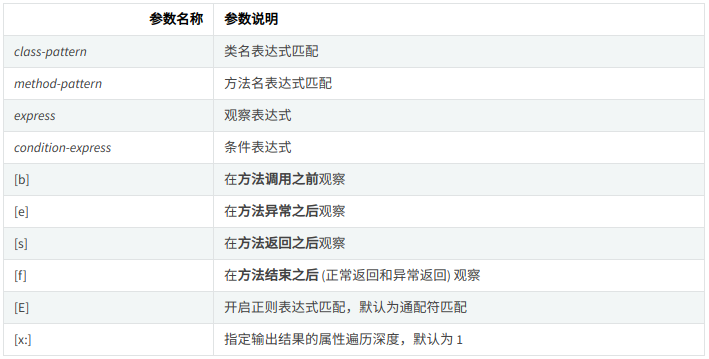 参数名称 参数说明
class-pattern 类名表达式匹配
method-pattern 方法名表达式匹配
express 观察表达式
condition-express 条件表达式
[b] 在方法调用之前观察
[e] 在方法异常之后观察
[s] 在方法返回之后观察
[f] 在方法结束之后 (正常返回和异常返回) 观察
[E] 开启正则表达式匹配，默认为通配符匹配
[x:] 指定输出结果的属性遍历深度，默认为 1